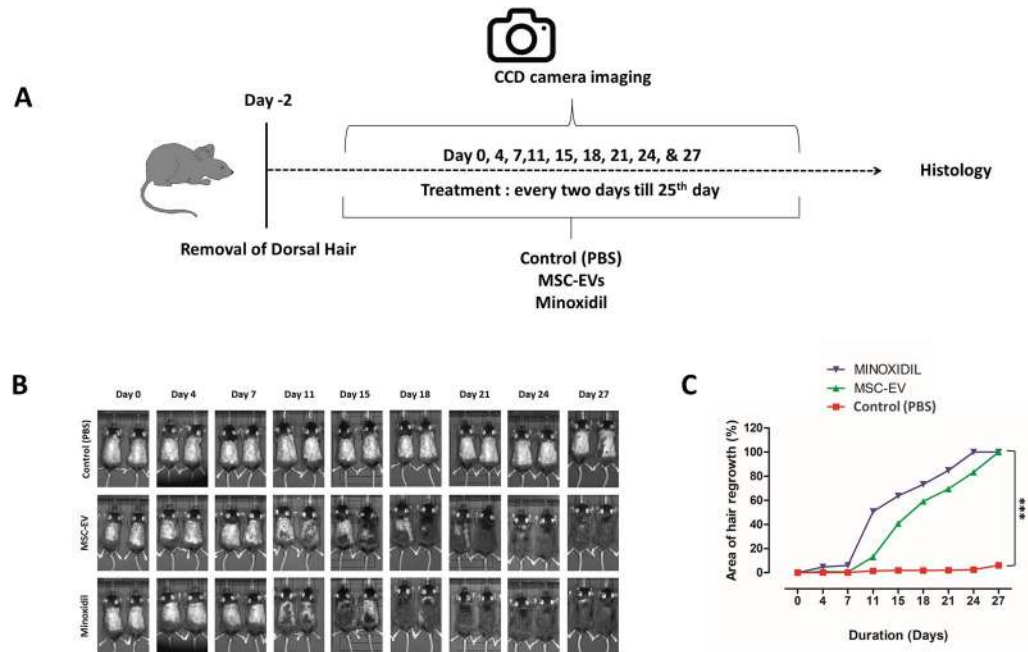 CCD camera imaging
A
Day -2
Day 0, 4, 7,11, 15, 18, 21, 24, & 27
Treatment : every two days till 25th day
Histology
Removal of Dorsal Hair
Control (PBS)
MSC-EVs
Minoxidil
B
Day 0 Day 4 Day 7 Day 11 Day 15 Day 18 Day 21 Day 24 Day 27
Control (PBS)
MSC-EV
Minoxidil
C
MINOXIDIL
MSC-EV
Control (PBS)
Area of hair regrowth (%)
120
100
80
60
40
20
0
***
0 4 7 11 15 18 21 24 27
Duration (Days)